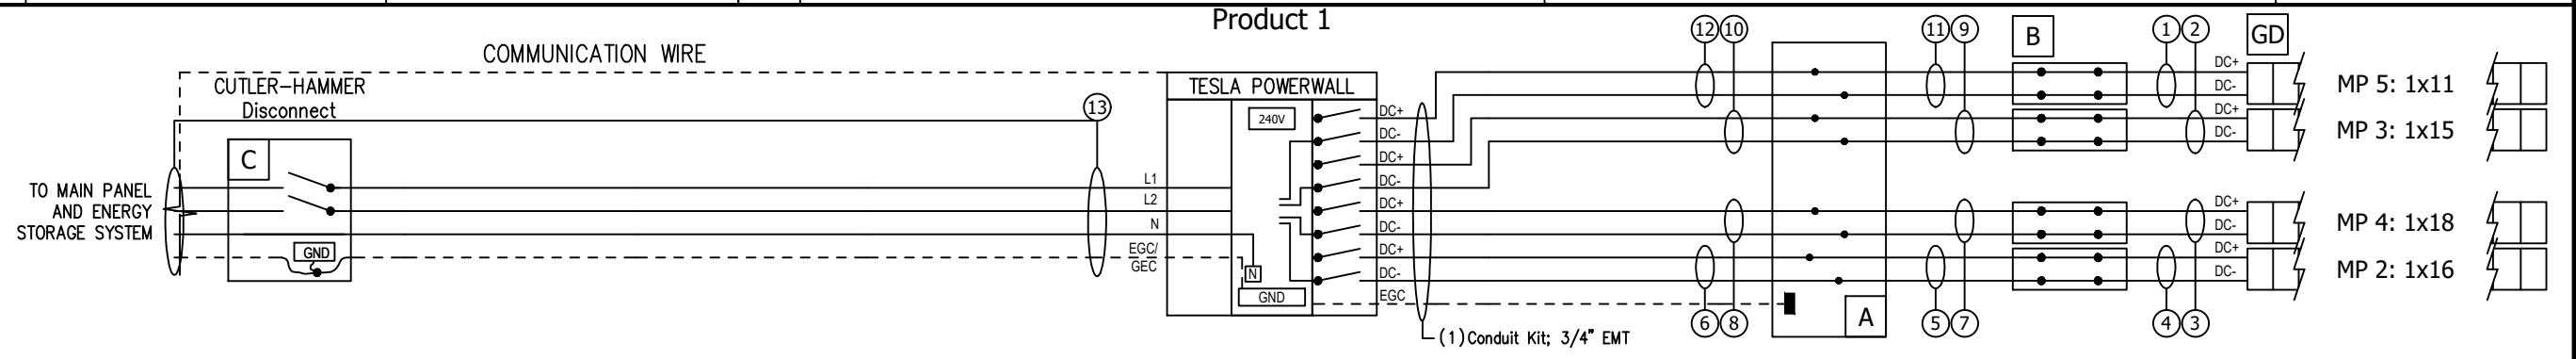 Product 1
COMMUNICATION WIRE
CUTLER-HAMMER
Disconnect
C
GND
TO MAIN PANEL
AND ENERGY
STORAGE SYSTEM
13
L1
L2
N
EGC/
GEC
TESLA POWERWALL
240V
N
GND
DC+
DC-
DC+
DC-
DC+
DC-
DC+
DC-
EGC
(1)Conduit Kit; 3/4" EMT
12
10
6
8
A
11
9
5
7
B
1
2
4
3
GD
DC+
DC-
DC+
DC-
DC+
DC-
DC+
DC-
MP 5: 1x11
MP 3: 1x15
MP 4: 1x18
MP 2: 1x16